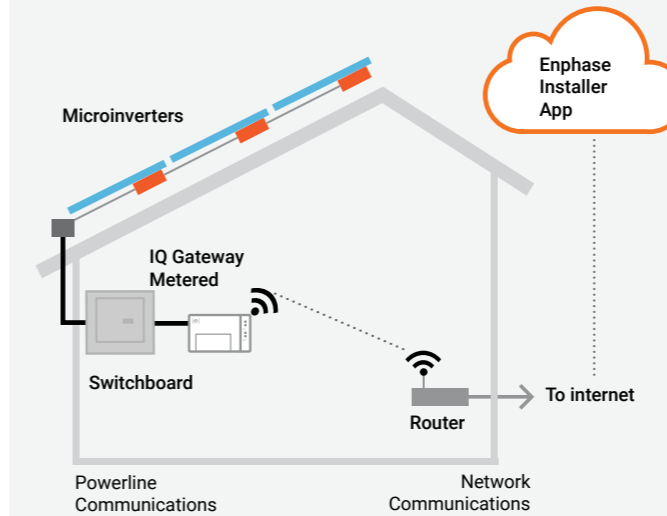 Enphase
Installer
App
Microinverters
IQ Gateway
Metered
Switchboard
Router
To internet
Powerline
Communications
Network
Communications